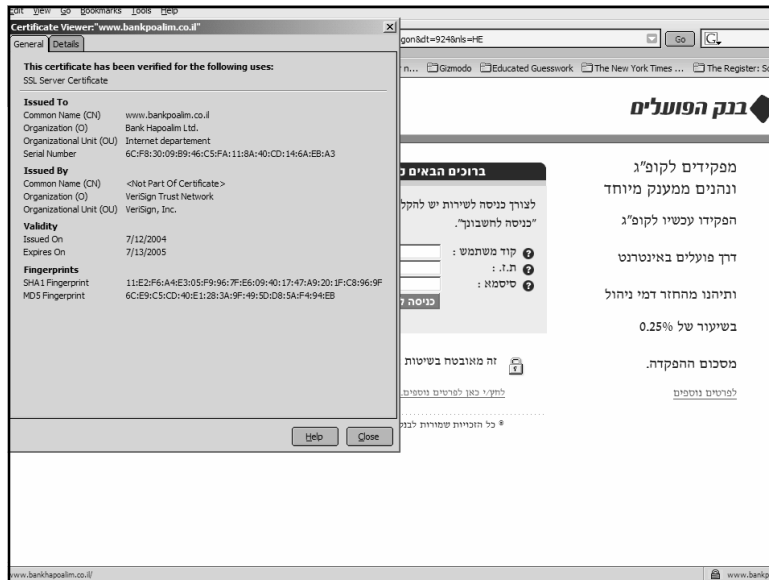 Edit View Go Bookmarks Tools Help
Certificate Viewer:"www.bankpoalim.co.il"
General Details
This certificate has been verified for the following uses:
SSL Server Certificate
Issued To
Common Name (CN) www.bankpoalim.co.il
Organization (O) Bank Hapoalim Ltd.
Organizational Unit (OU) Internet departement
Serial Number 6C:F8:30:09:B9:46:C5:FA:11:8A:40:CD:14:6A:EB:A3
Issued By
Common Name (CN) <Not Part Of Certificate>
Organization (O) VeriSign Trust Network
Organizational Unit (OU) VeriSign, Inc.
Validity
Issued On 7/12/2004
Expires On 7/13/2005
Fingerprints
SHA1 Fingerprint 11:E2:F6:A4:E3:05:F9:96:7F:E6:09:40:17:47:A9:20:1F:C8:96:9F
MD5 Fingerprint 6C:E9:C5:CD:40:E1:28:3A:9F:49:5D:D8:5A:F4:94:EB
Help Close
gon&dt=924&nls=HE Go G
n... Gizmodo Educated Guesswork The New York Times ... The Register: Sc
בנק הפועלים
מפקידים לקופ"ג
ונהנים ממענק מיוחד
הפקידו עכשיו לקופ"ג
דרך פועלים באינטרנט
ותיהנו מהחזר דמי ניהול
בשיעור של 0.25%
מסכום ההפקדה.
לפרטים נוספים
ברוכים הבאים
לצורך כניסה לשירות יש להקל
"כניסה לחשבונך".
קוד משתמש :
ת.ז. :
סיסמא :
כניסה
זה מאובטח בשיטות
לחץ/י כאן לפרטים נוספים.
® כל הזכויות שמורות לבנק
www.bankhapoalim.co.il/ www.bankp